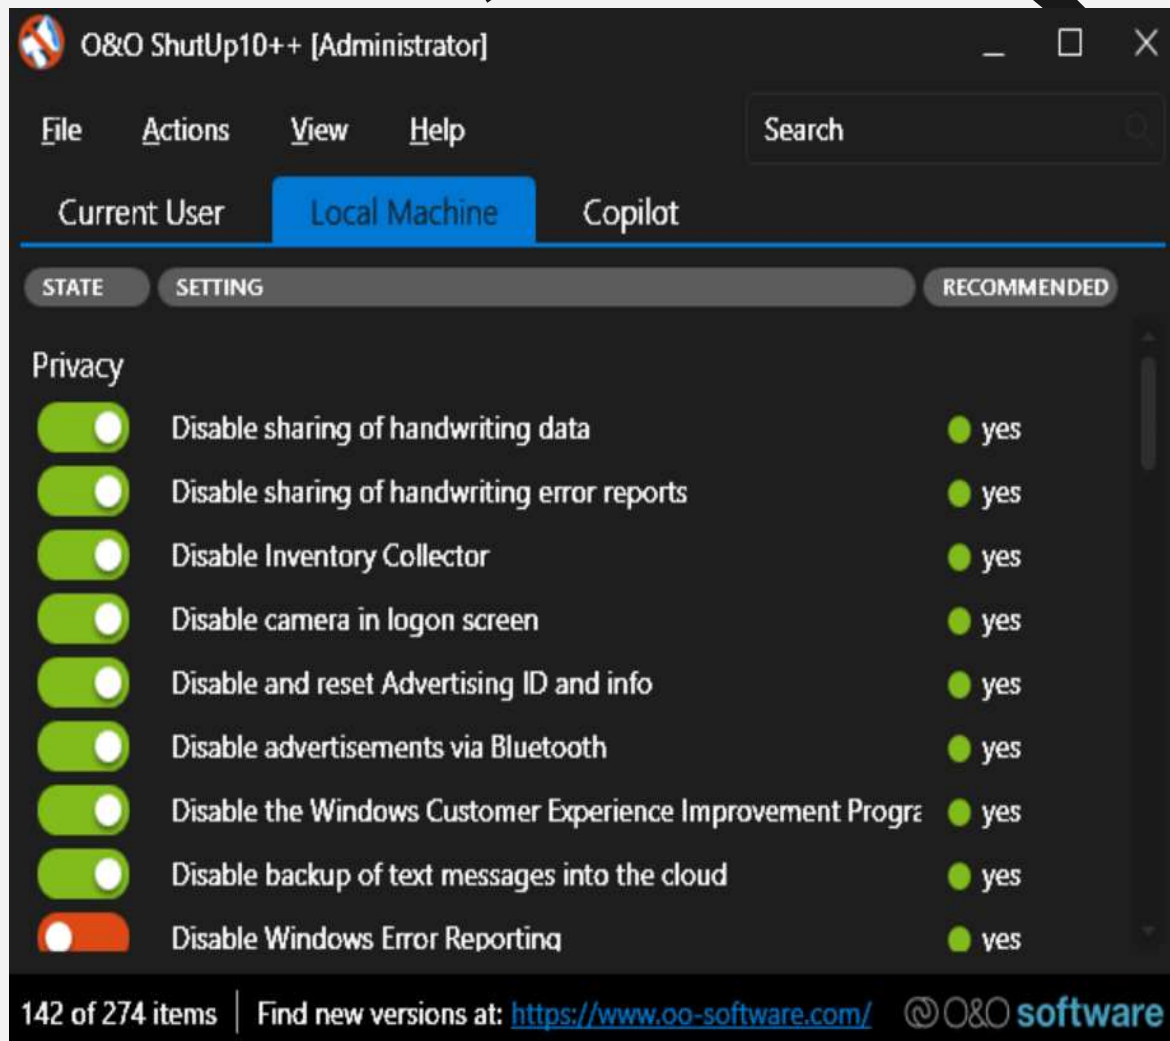 O&O ShutUp10++ [Administrator]
File Actions View Help Search
Current User Local Machine Copilot
STATE SETTING RECOMMENDED
Privacy
Disable sharing of handwriting data yes
Disable sharing of handwriting error reports yes
Disable Inventory Collector yes
Disable camera in logon screen yes
Disable and reset Advertising ID and info yes
Disable advertisements via Bluetooth yes
Disable the Windows Customer Experience Improvement Progra yes
Disable backup of text messages into the cloud yes
Disable Windows Error Reporting yes
142 of 274 items | Find new versions at: https://www.oo-software.com/ O&O software